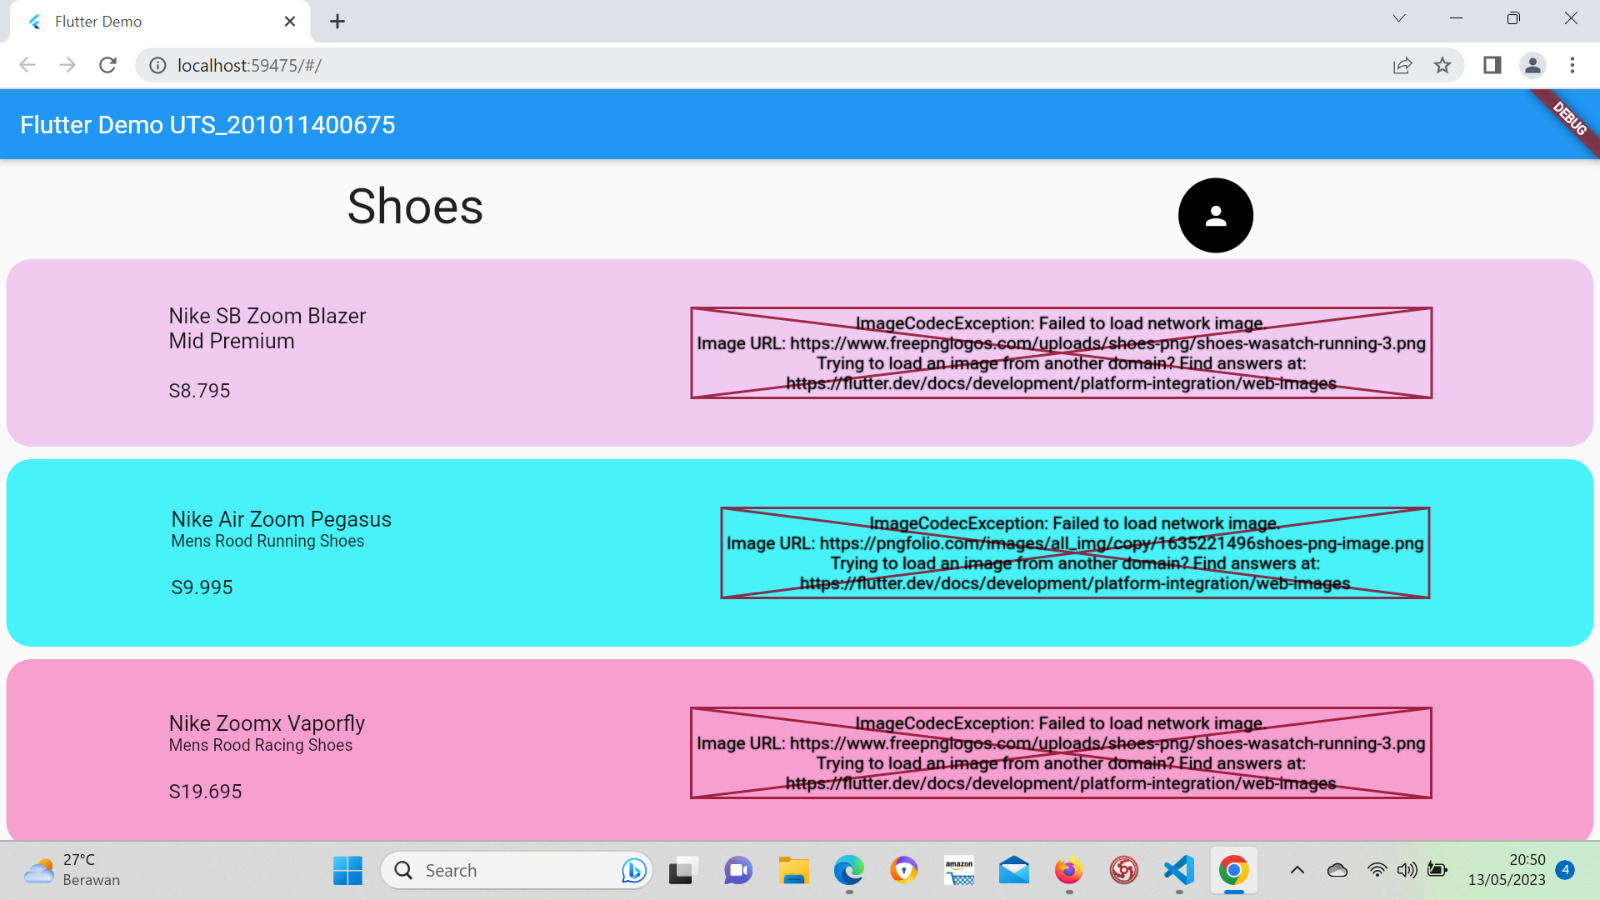 Flutter Demo
localhost:59475/#/
Flutter Demo UTS_201011400675
DEBUG
Shoes
Nike SB Zoom Blazer
Mid Premium
S8.795
ImageCodecException: Failed to load network image.
Image URL: https://www.freepnglogos.com/uploads/shoes-png/shoes-wasatch-running-3.png
Trying to load an image from another domain? Find answers at:
https://flutter.dev/docs/development/platform-integration/web-images
Nike Air Zoom Pegasus
Mens Rood Running Shoes
S9.995
ImageCodecException: Failed to load network image.
Image URL: https://pngfolio.com/images/all_img/copy/1635221496shoes-png-image.png
Trying to load an image from another domain? Find answers at:
https://flutter.dev/docs/development/platform-integration/web-images
Nike Zoomx Vaporfly
Mens Rood Racing Shoes
S19.695
ImageCodecException: Failed to load network image.
Image URL: https://www.freepnglogos.com/uploads/shoes-png/shoes-wasatch-running-3.png
Trying to load an image from another domain? Find answers at:
https://flutter.dev/docs/development/platform-integration/web-images
27°C
Berawan
Search
amazon
20:50
13/05/2023
4